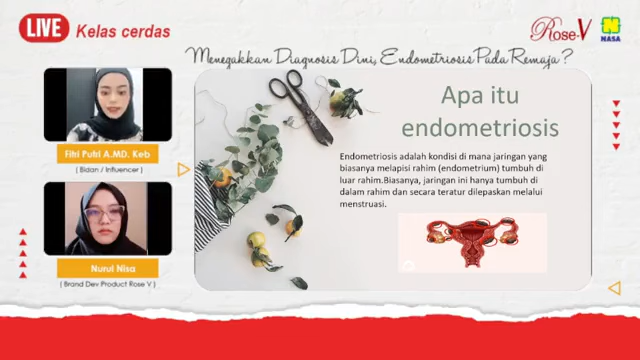 LIVE Kelas cerdas
Rose-V
NASA
Menegakkan Diagnosis Dini, Endometriosis Pada Remaja?
Fitri Putri A.MD. Keb
( Bidan / Influencer )
Nurul Nisa
( Brand Dev Product Rose V )
Apa itu
endometriosis
Endometriosis adalah kondisi di mana jaringan yang
biasanya melapisi rahim (endometrium) tumbuh di
luar rahim.Biasanya, jaringan ini hanya tumbuh di
dalam rahim dan secara teratur dilepaskan melalui
menstruasi.